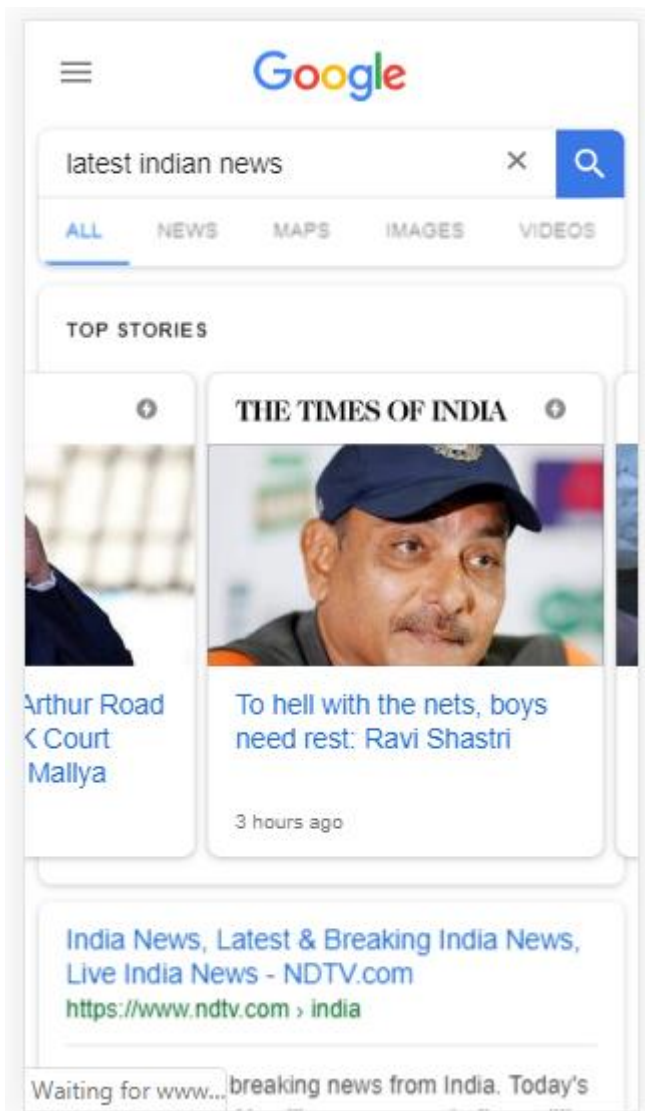 Google
latest indian news
ALL NEWS MAPS IMAGES VIDEOS
TOP STORIES
Arthur Road
K Court
Mallya
THE TIMES OF INDIA
To hell with the nets, boys
need rest: Ravi Shastri
3 hours ago
India News, Latest & Breaking India News,
Live India News - NDTV.com
https://www.ndtv.com › india
breaking news from India. Today's
Waiting for www...